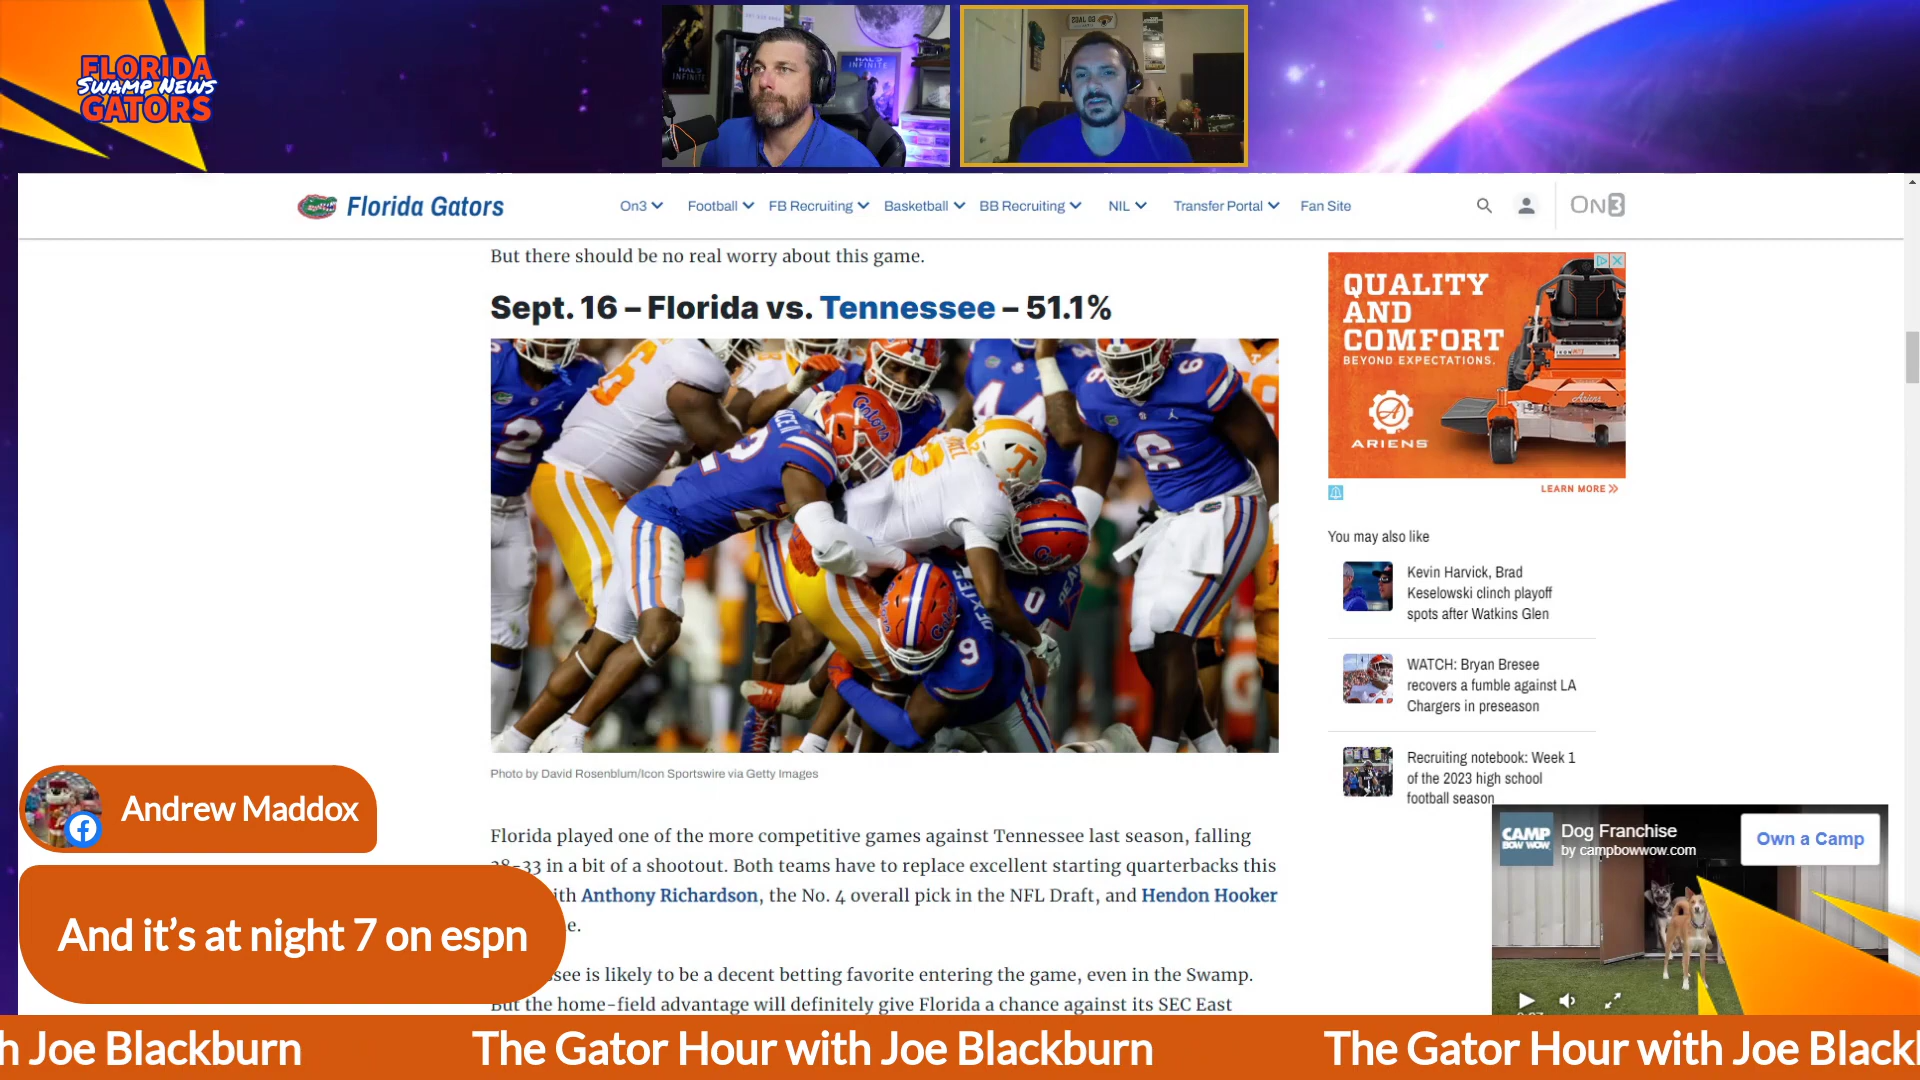 FLORIDA
SWAMP NEWS
GATORS
HALO
INFINITE
Florida Gators
On3
Football
FB Recruiting
Basketball
BB Recruiting
NIL
Transfer Portal
Fan Site
ON3
But there should be no real worry about this game.
Sept. 16 – Florida vs. Tennessee – 51.1%
Photo by David Rosenblum/Icon Sportswire via Getty Images
Florida played one of the more competitive games against Tennessee last season, falling
-33 in a bit of a shootout. Both teams have to replace excellent starting quarterbacks this
th Anthony Richardson, the No. 4 overall pick in the NFL Draft, and Hendon Hooker
e.
see is likely to be a decent betting favorite entering the game, even in the Swamp.
But the home-field advantage will definitely give Florida a chance against its SEC East
QUALITY
AND
COMFORT
BEYOND EXPECTATIONS.
ARIENS
LEARN MORE
You may also like
Kevin Harvick, Brad
Keselowski clinch playoff
spots after Watkins Glen
WATCH: Bryan Bresee
recovers a fumble against LA
Chargers in preseason
Recruiting notebook: Week 1
of the 2023 high school
football season
CAMP
BOW WOW
Dog Franchise
by campbowwow.com
Own a Camp
Andrew Maddox
And it's at night 7 on espn
h Joe Blackburn
The Gator Hour with Joe Blackburn
The Gator Hour with Joe Blackl